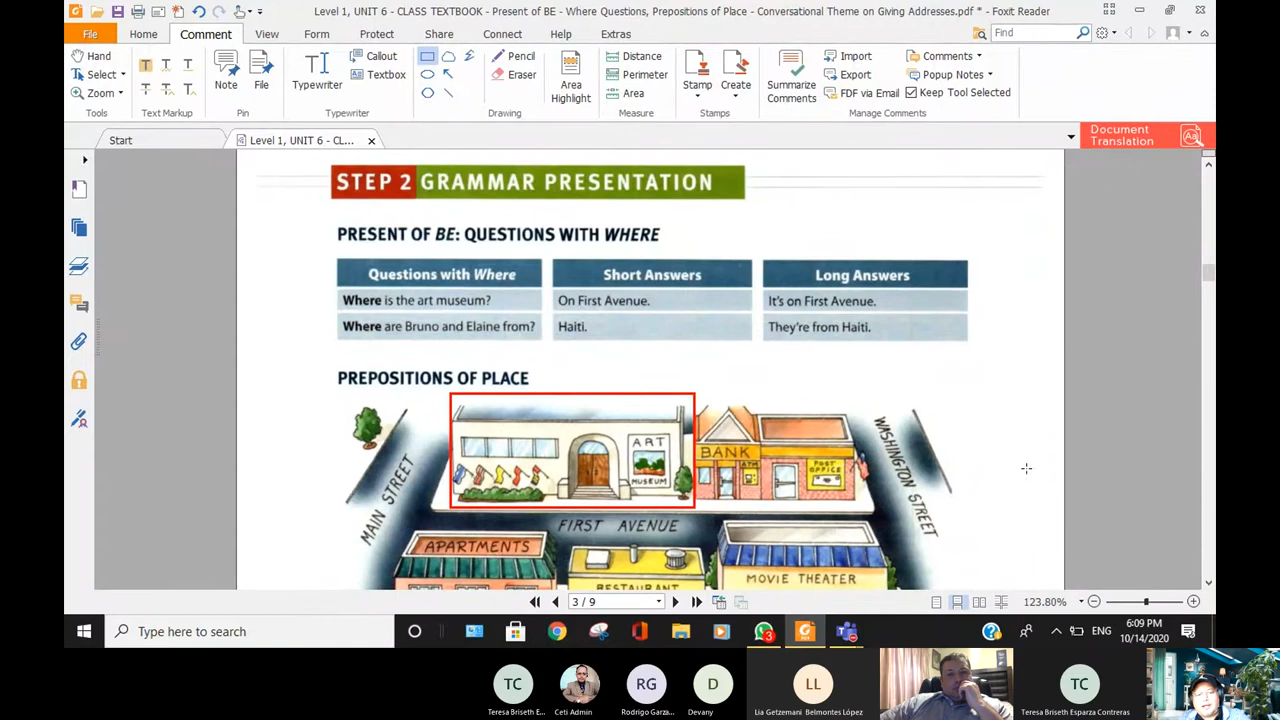 Level 1, UNIT 6 - CLASS TEXTBOOK - Present of BE - Where Questions, Prepositions of Place - Conversational Theme on Giving Addresses.pdf * - Foxit Reader
File Home Comment View Form Protect Share Connect Help Extras Find
Hand
Select
Zoom
Tools
Text Markup
Note
File
Pin
Typewriter
Callout
Textbox
Typewriter
Pencil
Eraser
Drawing
Area
Highlight
Distance
Perimeter
Area
Measure
Stamp
Create
Stamps
Summarize
Comments
Import
Export
FDF via Email
Comments
Popup Notes
Keep Tool Selected
Manage Comments
Start
Level 1, UNIT 6 - CL...
Document
Translation
STEP 2 GRAMMAR PRESENTATION
PRESENT OF BE: QUESTIONS WITH WHERE
Questions with Where Short Answers Long Answers
Where is the art museum? On First Avenue. It's on First Avenue.
Where are Bruno and Elaine from? Haiti. They're from Haiti.
PREPOSITIONS OF PLACE
MAIN STREET
ART
MUSEUM
BANK
ATM
POST
OFFICE
WASHINGTON STREET
FIRST AVENUE
APARTMENTS
RESTAURANT
MOVIE THEATER
3 / 9
123.80%
Type here to search
3
ENG
6:09 PM
10/14/2020
TC
Teresa Briseth E...
Ceti Admin
RG
Rodrigo Garza...
D
Devany
LL
Lia Getzemani Belmontes López
TC
Teresa Briseth Esparza Contreras